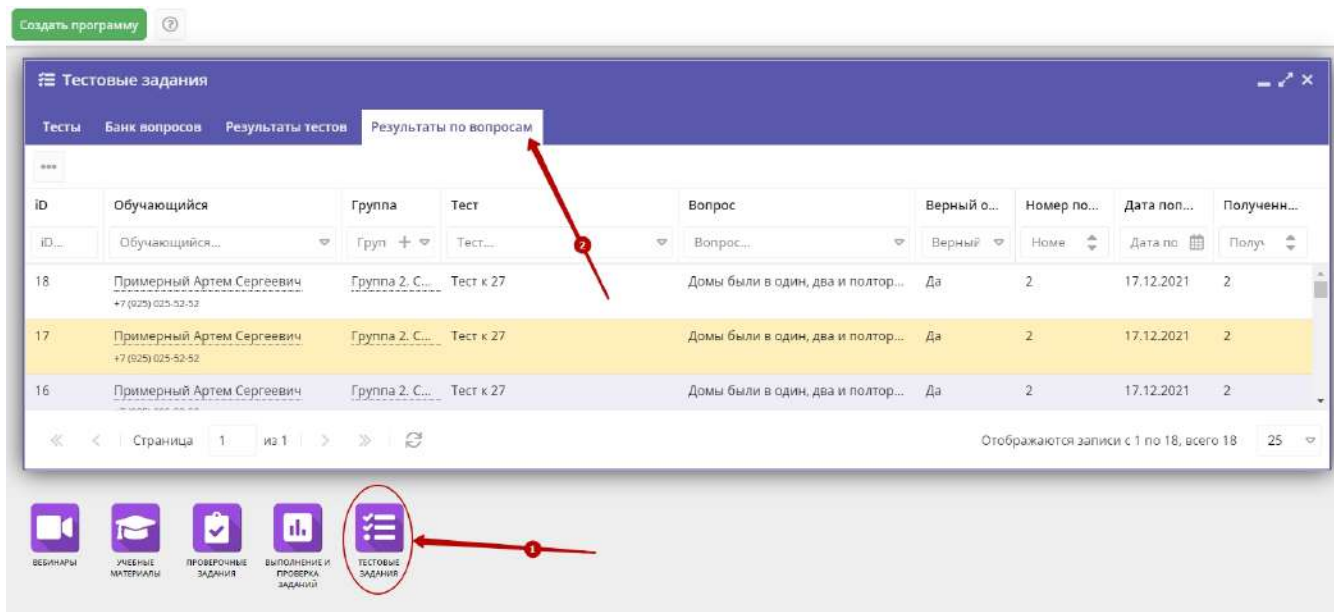 Создать программу
Тестовые задания
Тесты Банк вопросов Результаты тестов Результаты по вопросам
iD Обучающийся Группа Тест Вопрос Верный о... Номер по... Дата поп... Полученн...
iD... Обучающийся... Груп Тест... Вопрос... Верный Номе Дата по Получ
18 Примерный Артем Сергеевич Группа 2. С... Тест к 27 Домы были в один, два и полтор... Да 2 17.12.2021 2
+7 (925) 025-52-52
17 Примерный Артем Сергеевич Группа 2. С... Тест к 27 Домы были в один, два и полтор... Да 2 17.12.2021 2
+7 (925) 025-52-52
16 Примерный Артем Сергеевич Группа 2. С... Тест к 27 Домы были в один, два и полтор... Да 2 17.12.2021 2
Страница 1 из 1 Отображаются записи с 1 по 18, всего 18 25
2
1
ВЕБИНАРЫ
УЧЕБНЫЕ
МАТЕРИАЛЫ
ПРОВЕРОЧНЫЕ
ЗАДАНИЯ
ВЫПОЛНЕНИЕ И
ПРОВЕРКА
ЗАДАНИЙ
ТЕСТОВЫЕ
ЗАДАНИЯ